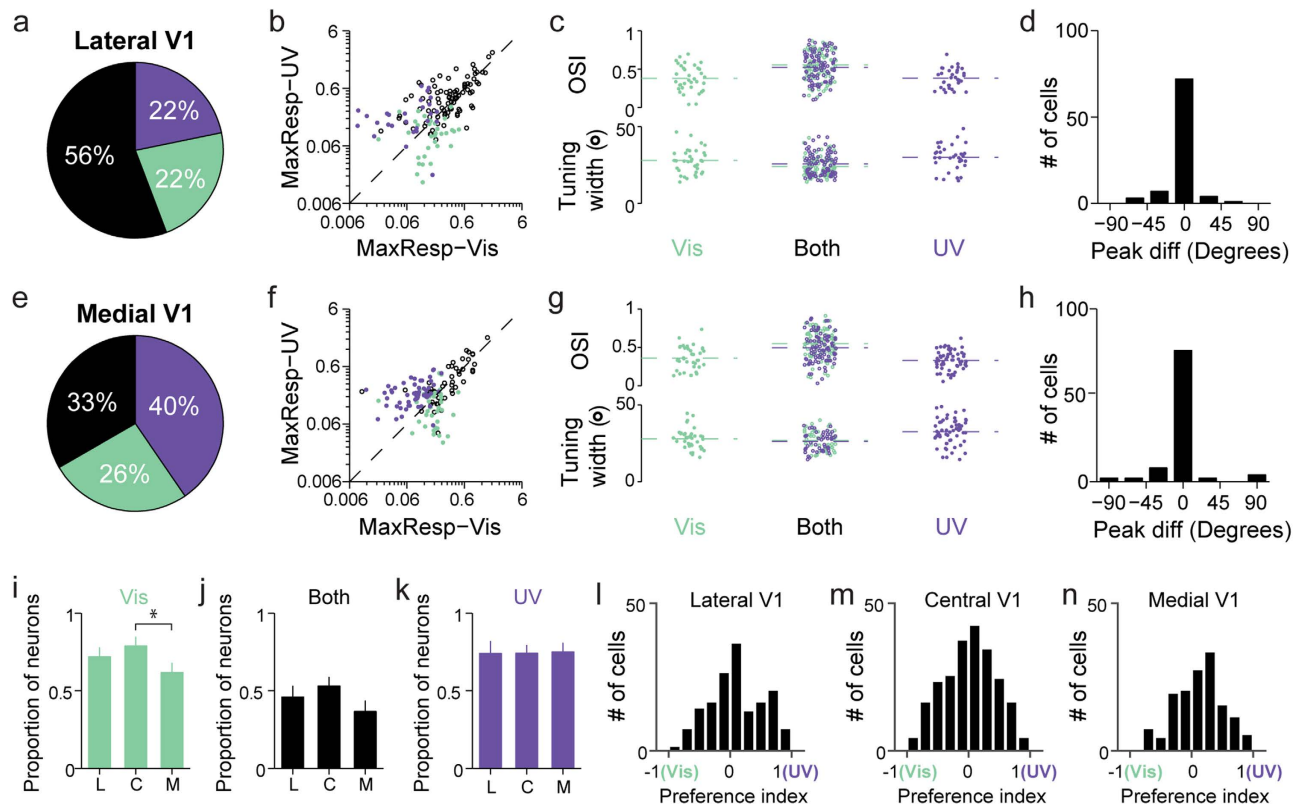 a
Lateral V1
22%
56%
22%
b
MaxResp-UV
6
0.6
0.06
0.006
0.006
0.06
0.6
6
MaxResp-Vis
c
OSI
1
0.5
0
Tuning
width (o)
50
0
Vis
Both
UV
d
# of cells
100
50
0
-90
-45
0
45
90
Peak diff (Degrees)
e
Medial V1
33%
40%
26%
f
MaxResp-UV
6
0.6
0.06
0.006
0.006
0.06
0.6
6
MaxResp-Vis
g
OSI
1
0.5
0
Tuning
width (o)
50
0
Vis
Both
UV
h
# of cells
100
50
0
-90
-45
0
45
90
Peak diff (Degrees)
i
Vis
Proportion of neurons
1
0.5
0
*
L C M
j
Both
Proportion of neurons
1
0.5
0
L C M
k
UV
Proportion of neurons
1
0.5
0
L C M
l
Lateral V1
# of cells
50
0
-1(Vis) 0 1(UV)
Preference index
m
Central V1
# of cells
50
0
-1(Vis) 0 1(UV)
Preference index
n
Medial V1
# of cells
50
0
-1(Vis) 0 1(UV)
Preference index